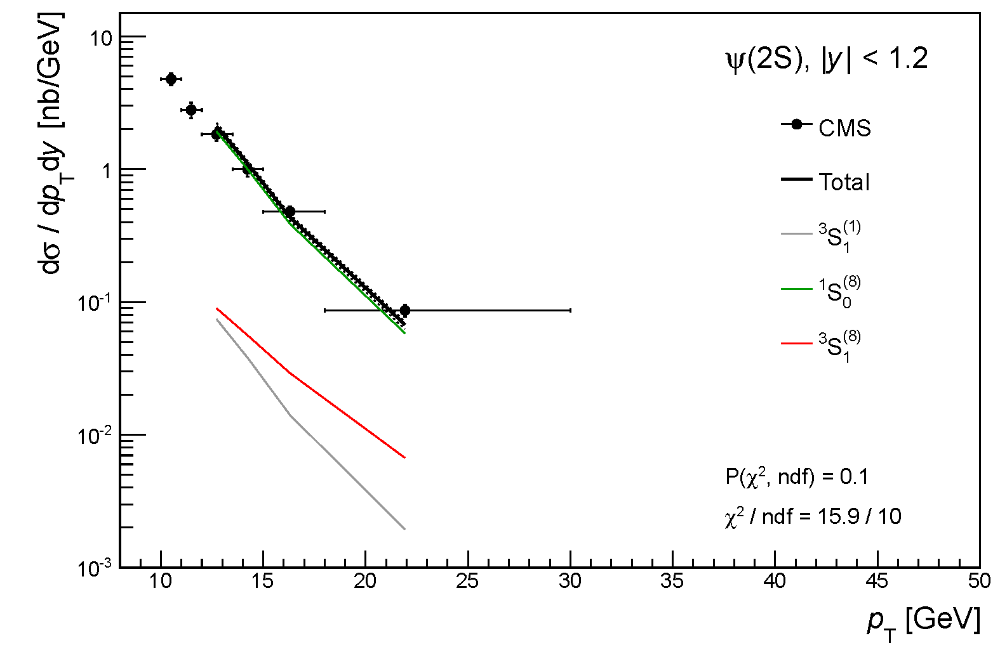 dσ / dp_T dy [nb/GeV]
10
1
10⁻¹
10⁻²
10⁻³
ψ(2S), |y| < 1.2
CMS
Total
³S₁⁽¹⁾
¹S₀⁽⁸⁾
³S₁⁽⁸⁾
P(χ², ndf) = 0.1
χ² / ndf = 15.9 / 10
10 15 20 25 30 35 40 45 50
p_T [GeV]